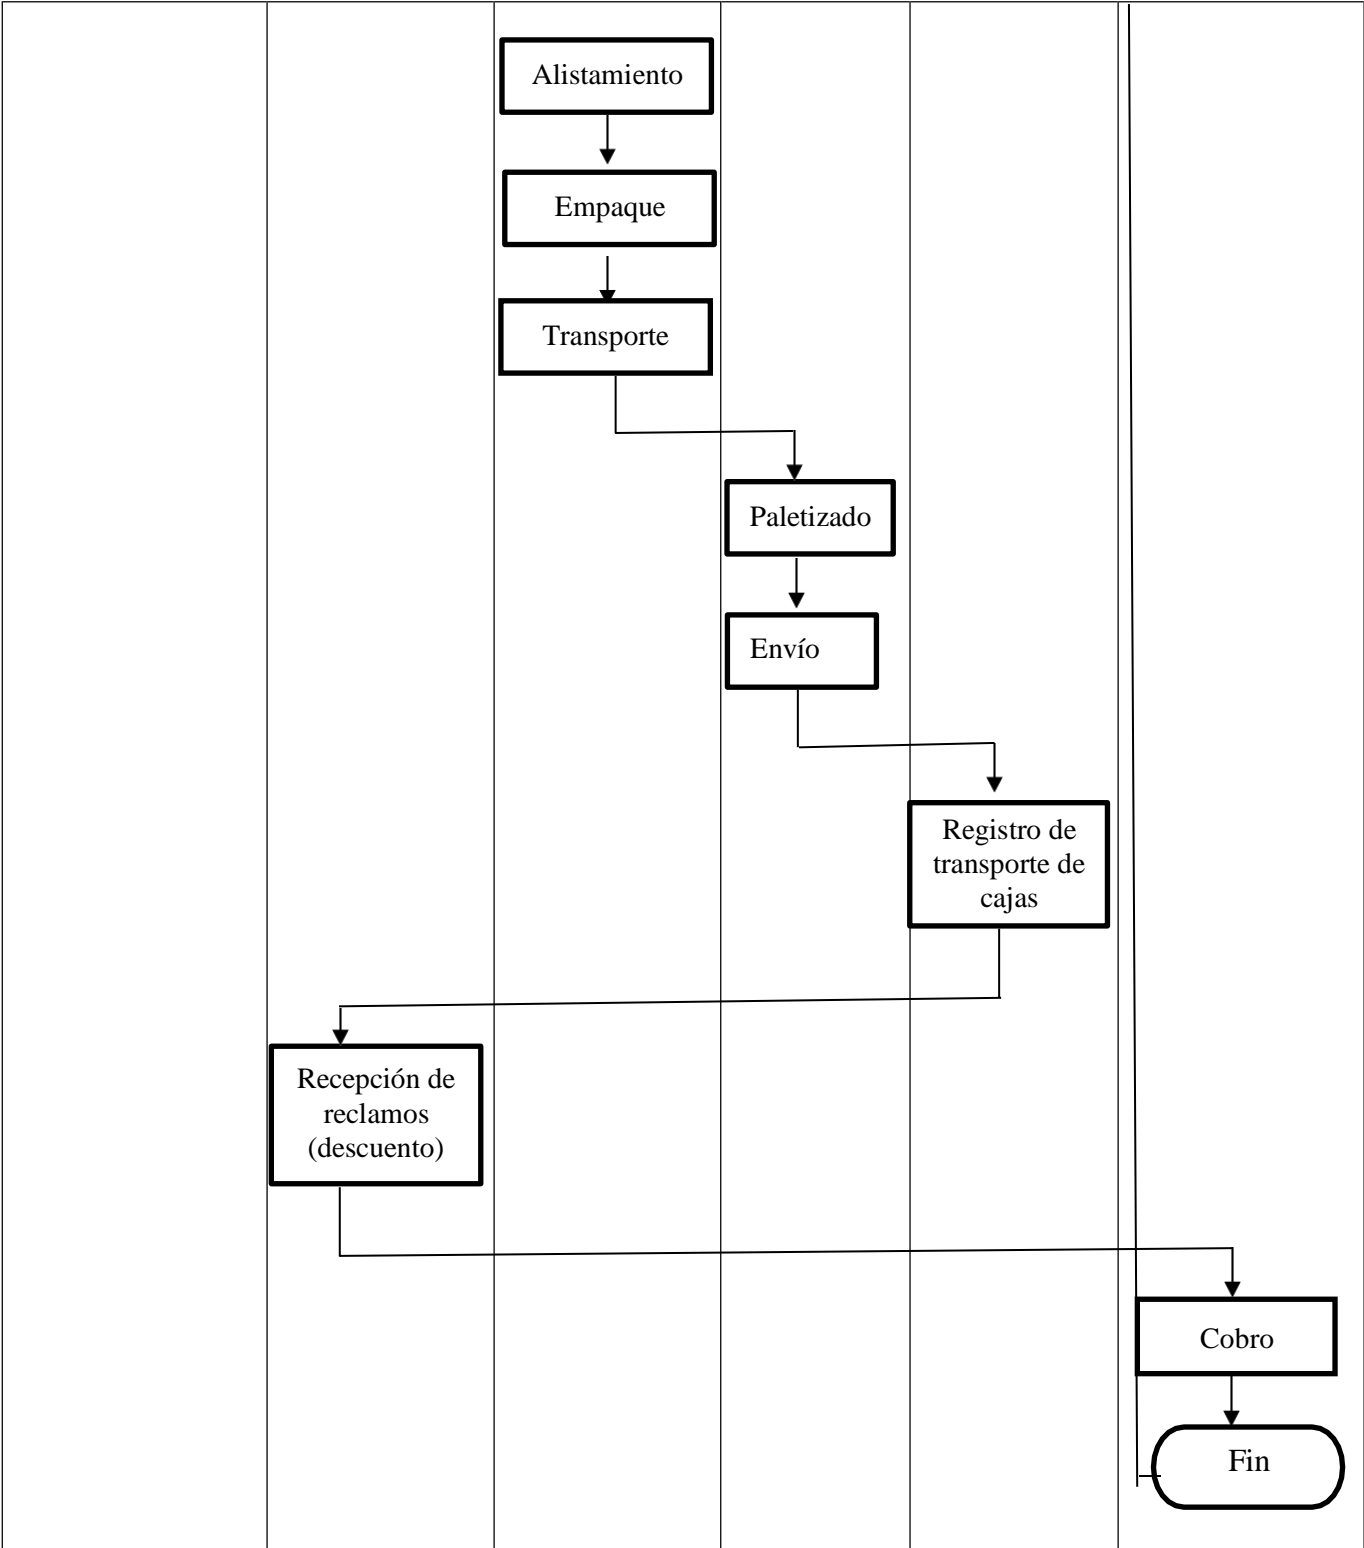 Alistamiento
Empaque
Transporte
Paletizado
Envío
Registro de
transporte de
cajas
Recepción de
reclamos
(descuento)
Cobro
Fin